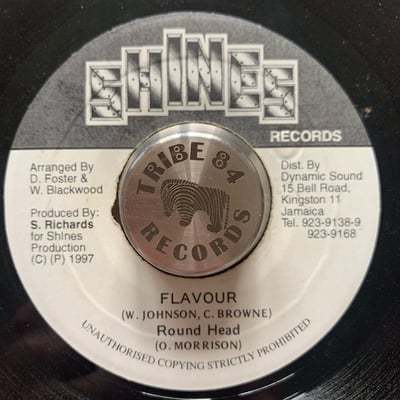 SHINES
RECORDS
Arranged By
D. Foster &
W. Blackwood
Produced By:
S. Richards
for ShInes
Production
(C) (P) 1997
TRIBE 84
RECORDS
Dist. By
Dynamic Sound
15 Bell Road,
Kingston 11
Jamaica
Tel. 923-9138-9
923-9168
FLAVOUR
(W. JOHNSON, C. BROWNE)
Round Head
(O. MORRISON)
UNAUTHORISED COPYING STRICTLY PROHIBITED